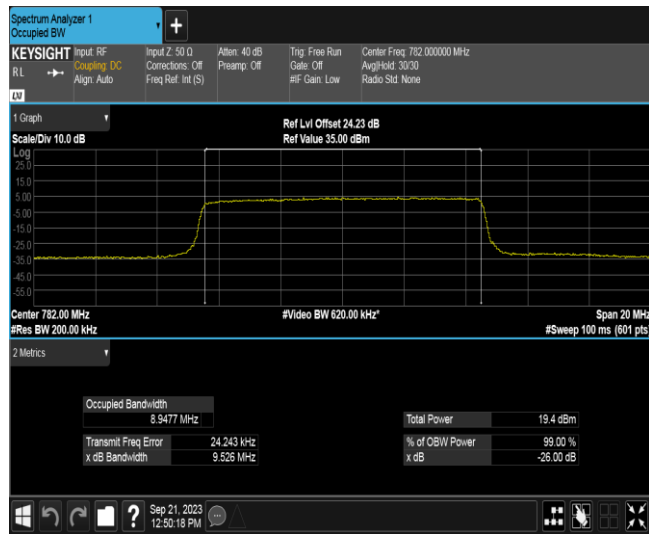 Spectrum Analyzer 1
Occupied BW
+
KEYSIGHT
RL
LXI
Input: RF
Coupling: DC
Align: Auto
Input Z: 50 Ω
Corrections: Off
Freq Ref: Int (S)
Atten: 40 dB
Preamp: Off
Trig: Free Run
Gate: Off
#IF Gain: Low
Center Freq: 782.000000 MHz
Avg|Hold: 30/30
Radio Std: None
1 Graph
Scale/Div 10.0 dB
Ref Lvl Offset 24.23 dB
Ref Value 35.00 dBm
Log
25.0
15.0
5.00
-5.00
-15.0
-25.0
-35.0
-45.0
-55.0
Center 782.00 MHz
#Video BW 620.00 kHz*
Span 20 MHz
#Res BW 200.00 kHz
#Sweep 100 ms (601 pts)
2 Metrics
Occupied Bandwidth
8.9477 MHz
Total Power 19.4 dBm
Transmit Freq Error 24.243 kHz
% of OBW Power 99.00 %
x dB Bandwidth 9.526 MHz
x dB -26.00 dB
?
Sep 21, 2023
12:50:18 PM